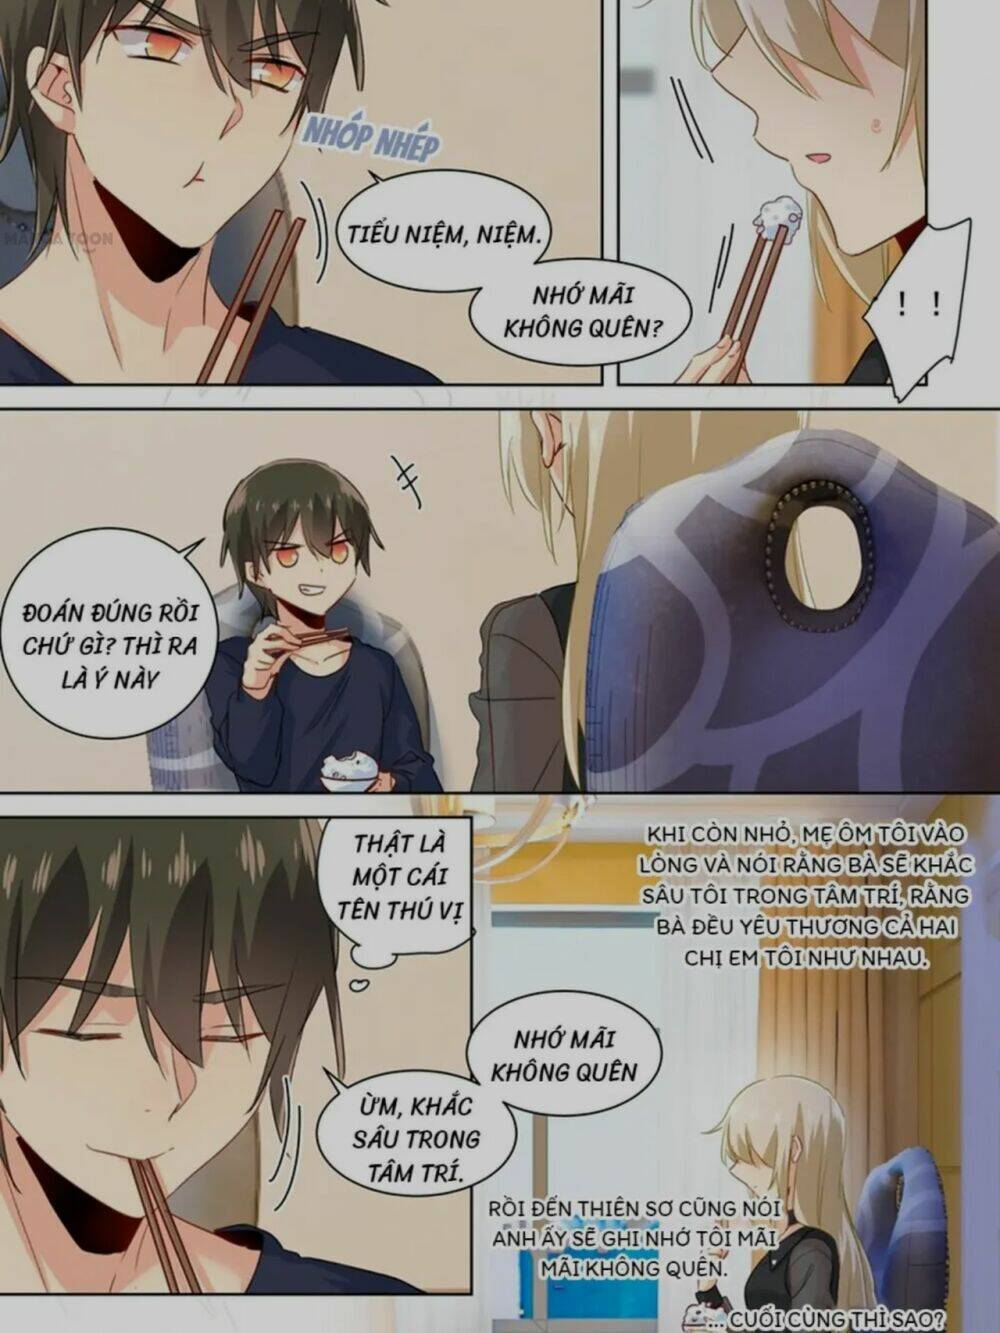 NHÓP NHÉP
TIỂU NIỆM, NIỆM.
NHỚ MÃI
KHÔNG QUÊN?
! !
MANGATOON
ĐOÁN ĐÚNG RỒI
CHỨ GÌ? THÌ RA
LÀ Ý NÀY
THẬT LÀ
MỘT CÁI
TÊN THÚ VỊ
KHI CÒN NHỎ, MẸ ÔM TÔI VÀO
LÒNG VÀ NÓI RẰNG BÀ SẼ KHẮC
SÂU TÔI TRONG TÂM TRÍ, RẰNG
BÀ ĐỀU YÊU THƯƠNG CẢ HAI
CHỊ EM TÔI NHƯ NHAU.
NHỚ MÃI
KHÔNG QUÊN
ỪM, KHẮC
SÂU TRONG
TÂM TRÍ.
RỒI ĐẾN THIÊN SƠ CŨNG NÓI
ANH ẤY SẼ GHI NHỚ TÔI MÃI
MÃI KHÔNG QUÊN.
... CUỐI CÙNG THÌ SAO?